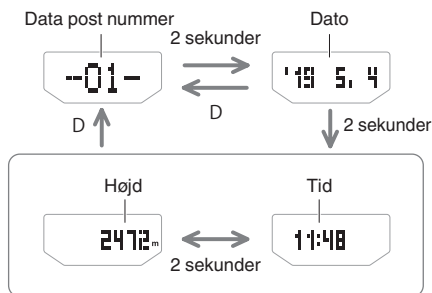 Data post nummer
2 sekunder
Dato
--01-
'19 5. 4
D
D
2 sekunder
Højd
Tid
2472m
11:48
2 sekunder